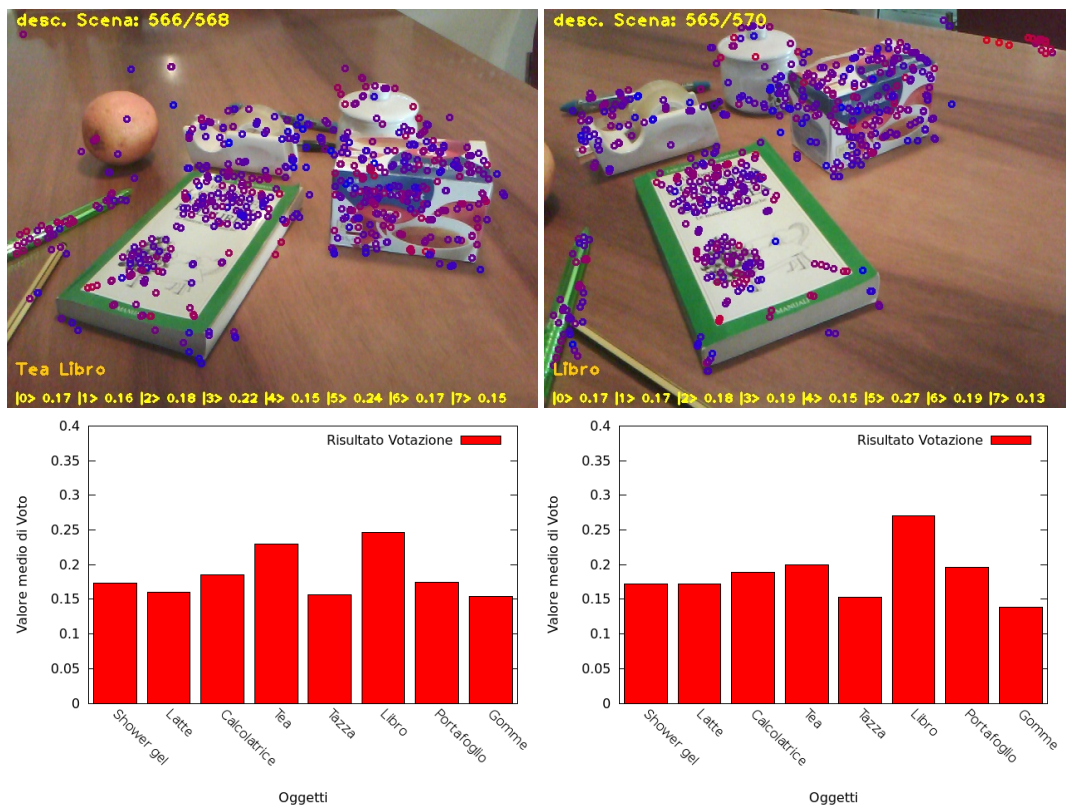 desc. Scena: 566/568
Tea Libro
|0> 0.17 |1> 0.16 |2> 0.18 |3> 0.22 |4> 0.15 |5> 0.24 |6> 0.17 |7> 0.15
desc. Scena: 565/570
MANUALI
Libro
|0> 0.17 |1> 0.17 |2> 0.18 |3> 0.19 |4> 0.15 |5> 0.27 |6> 0.19 |7> 0.13
Risultato Votazione
Valore medio di Voto
0.4
0.35
0.3
0.25
0.2
0.15
0.1
0.05
0
Shower gel
Latte
Calcolatrice
Tea
Tazza
Libro
Portafoglio
Gomme
Oggetti
Risultato Votazione
Valore medio di Voto
0.4
0.35
0.3
0.25
0.2
0.15
0.1
0.05
0
Shower gel
Latte
Calcolatrice
Tea
Tazza
Libro
Portafoglio
Gomme
Oggetti